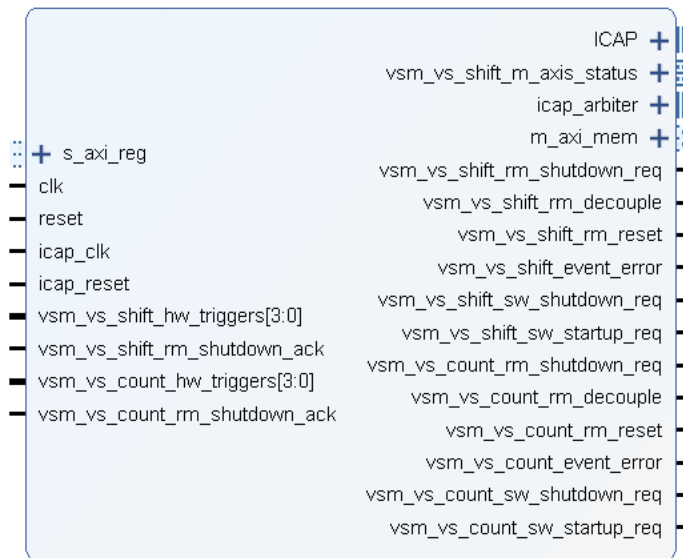 ICAP
vsm_vs_shift_m_axis_status
icap_arbiter
m_axi_mem
s_axi_reg
vsm_vs_shift_rm_shutdown_req
clk
vsm_vs_shift_rm_decouple
reset
vsm_vs_shift_rm_reset
icap_clk
vsm_vs_shift_event_error
icap_reset
vsm_vs_shift_sw_shutdown_req
vsm_vs_shift_hw_triggers[3:0]
vsm_vs_shift_sw_startup_req
vsm_vs_shift_rm_shutdown_ack
vsm_vs_count_rm_shutdown_req
vsm_vs_count_hw_triggers[3:0]
vsm_vs_count_rm_decouple
vsm_vs_count_rm_shutdown_ack
vsm_vs_count_rm_reset
vsm_vs_count_event_error
vsm_vs_count_sw_shutdown_req
vsm_vs_count_sw_startup_req